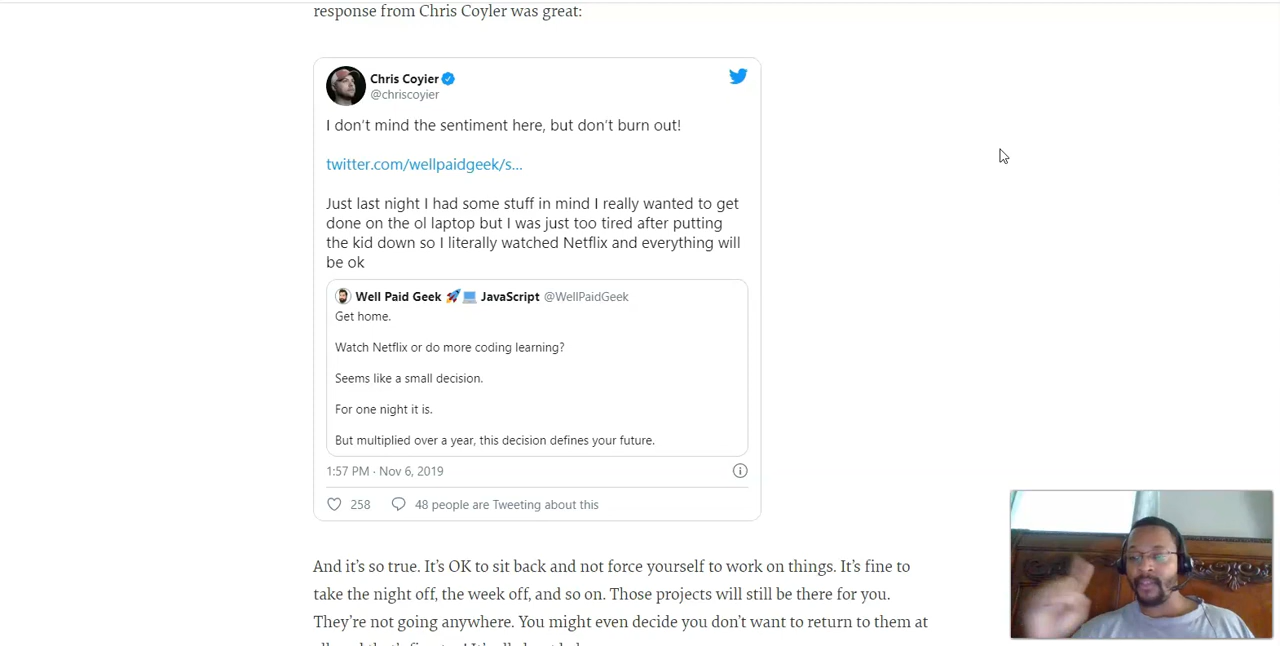 response from Chris Coyler was great:
Chris Coyier
@chriscoyier
I don't mind the sentiment here, but don't burn out!
twitter.com/wellpaidgeek/s...
Just last night I had some stuff in mind I really wanted to get
done on the ol laptop but I was just too tired after putting
the kid down so I literally watched Netflix and everything will
be ok
Well Paid Geek 🚀💻 JavaScript @WellPaidGeek
Get home.
Watch Netflix or do more coding learning?
Seems like a small decision.
For one night it is.
But multiplied over a year, this decision defines your future.
1:57 PM · Nov 6, 2019
258 48 people are Tweeting about this
And it's so true. It's OK to sit back and not force yourself to work on things. It's fine to
take the night off, the week off, and so on. Those projects will still be there for you.
They're not going anywhere. You might even decide you don't want to return to them at